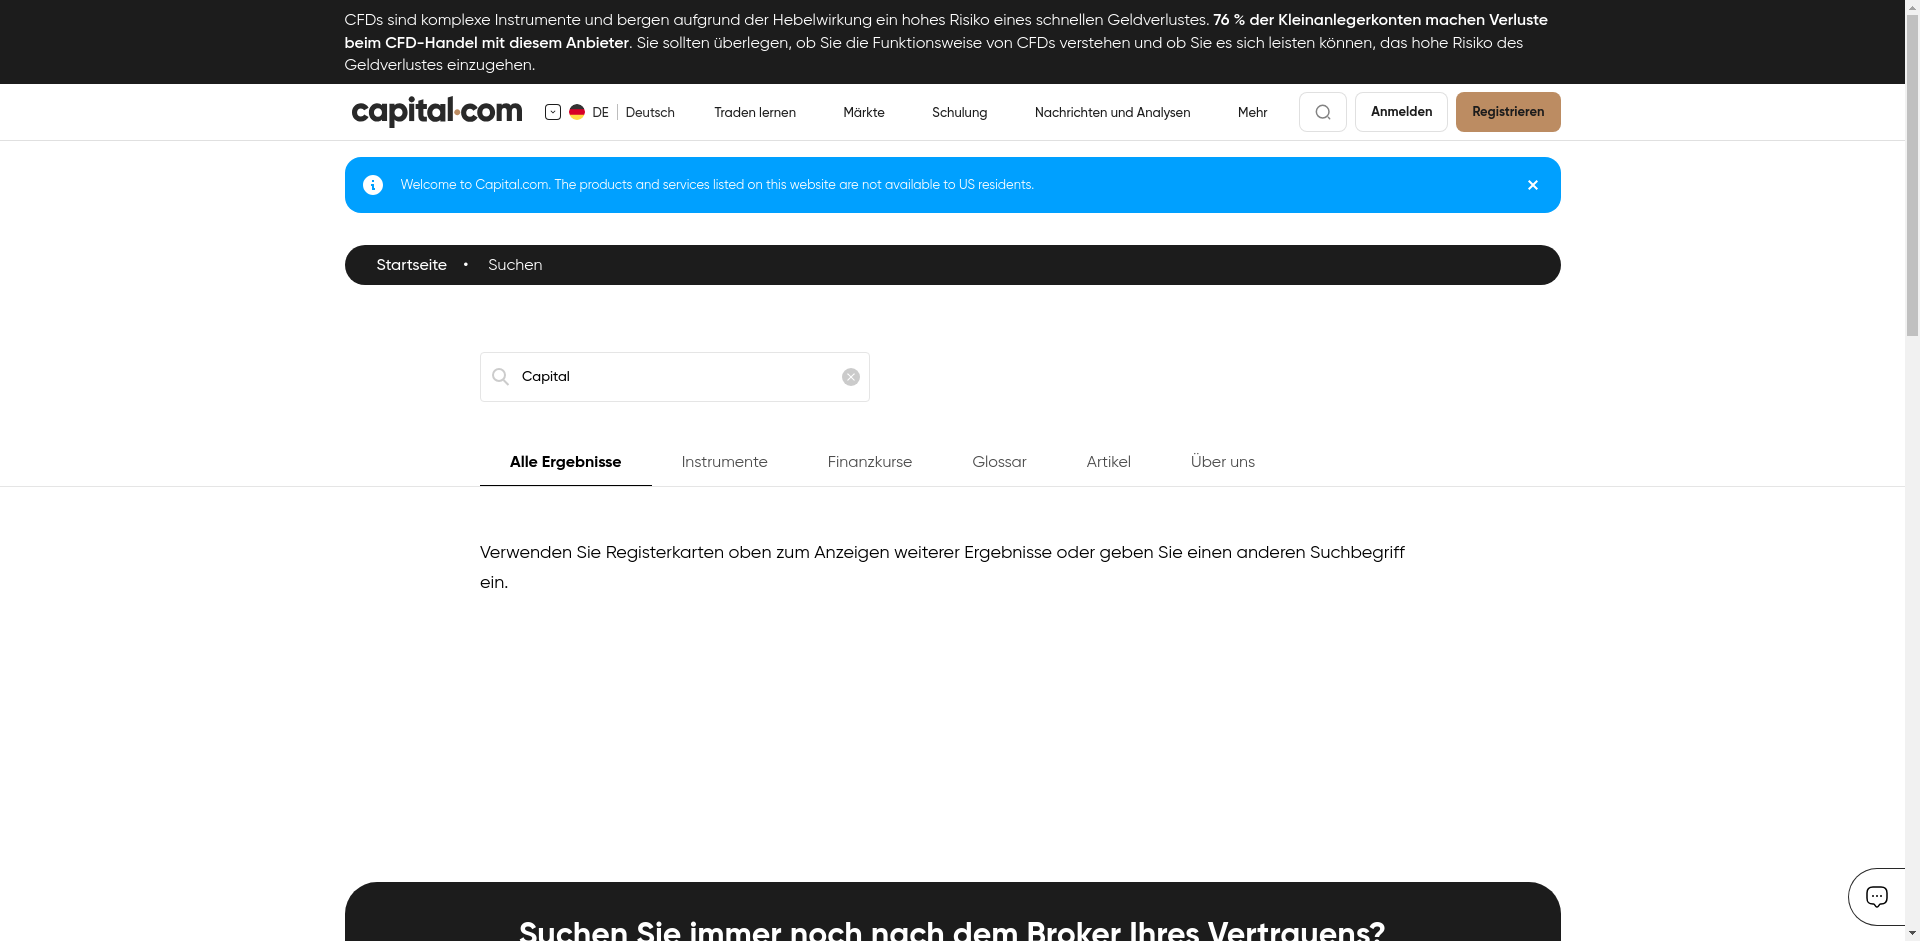 CFDs sind komplexe Instrumente und bergen aufgrund der Hebelwirkung ein hohes Risiko eines schnellen Geldverlustes. 76 % der Kleinanlegerkonten machen Verluste
beim CFD-Handel mit diesem Anbieter. Sie sollten überlegen, ob Sie die Funktionsweise von CFDs verstehen und ob Sie es sich leisten können, das hohe Risiko des
Geldverlustes einzugehen.
capital.com DE Deutsch Traden lernen Märkte Schulung Nachrichten und Analysen Mehr Anmelden Registrieren
Welcome to Capital.com. The products and services listed on this website are not available to US residents.
Startseite • Suchen
Capital
Alle Ergebnisse Instrumente Finanzkurse Glossar Artikel Über uns
Verwenden Sie Registerkarten oben zum Anzeigen weiterer Ergebnisse oder geben Sie einen anderen Suchbegriff
ein.
Suchen Sie immer noch nach dem Broker Ihres Vertrauens?